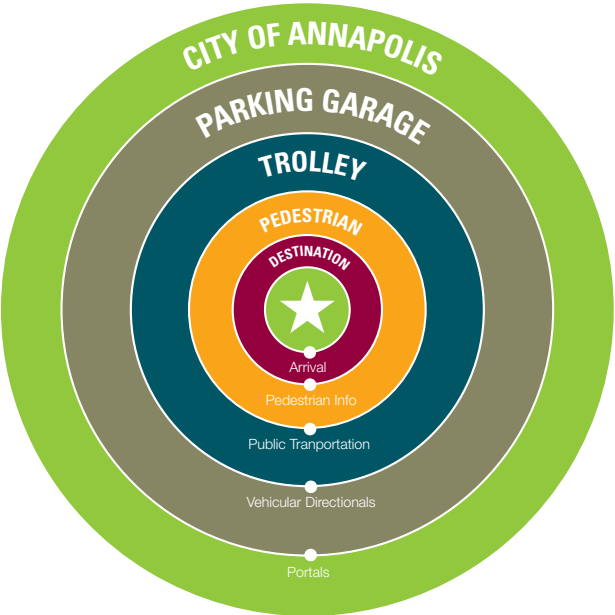 CITY OF ANNAPOLIS
PARKING GARAGE
TROLLEY
PEDESTRIAN
DESTINATION
Arrival
Pedestrian Info
Public Tranportation
Vehicular Directionals
Portals